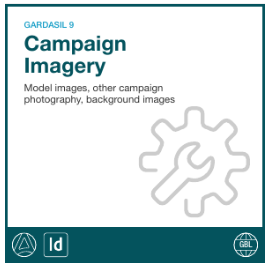 GARDASIL 9
Campaign
Imagery
Model images, other campaign
photography, background images
Id
GBL